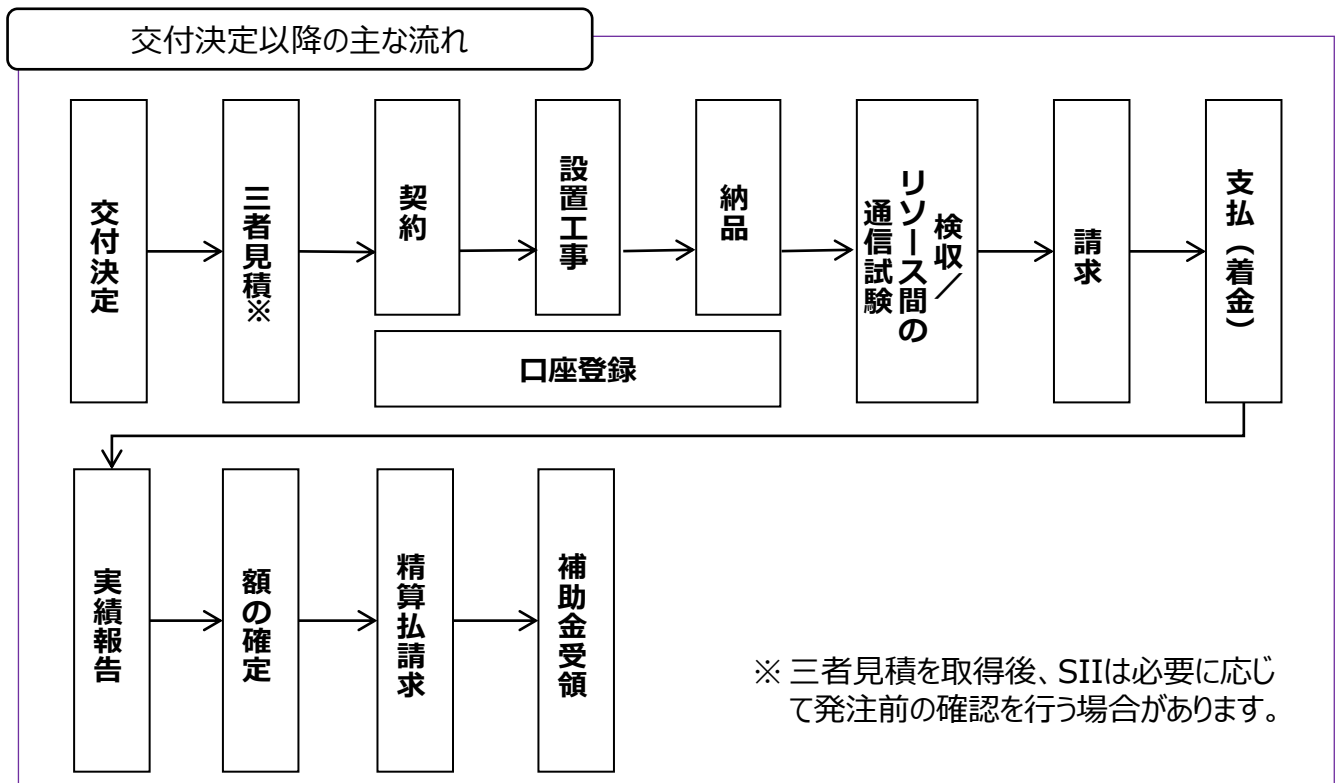 交付決定以降の主な流れ
交付決定
三者見積※
契約
設置工事
納品
検収／
リソース間の
通信試験
請求
支払（着金）
口座登録
実績報告
額の確定
精算払請求
補助金受領
※ 三者見積を取得後、SIIは必要に応じ
て発注前の確認を行う場合があります。